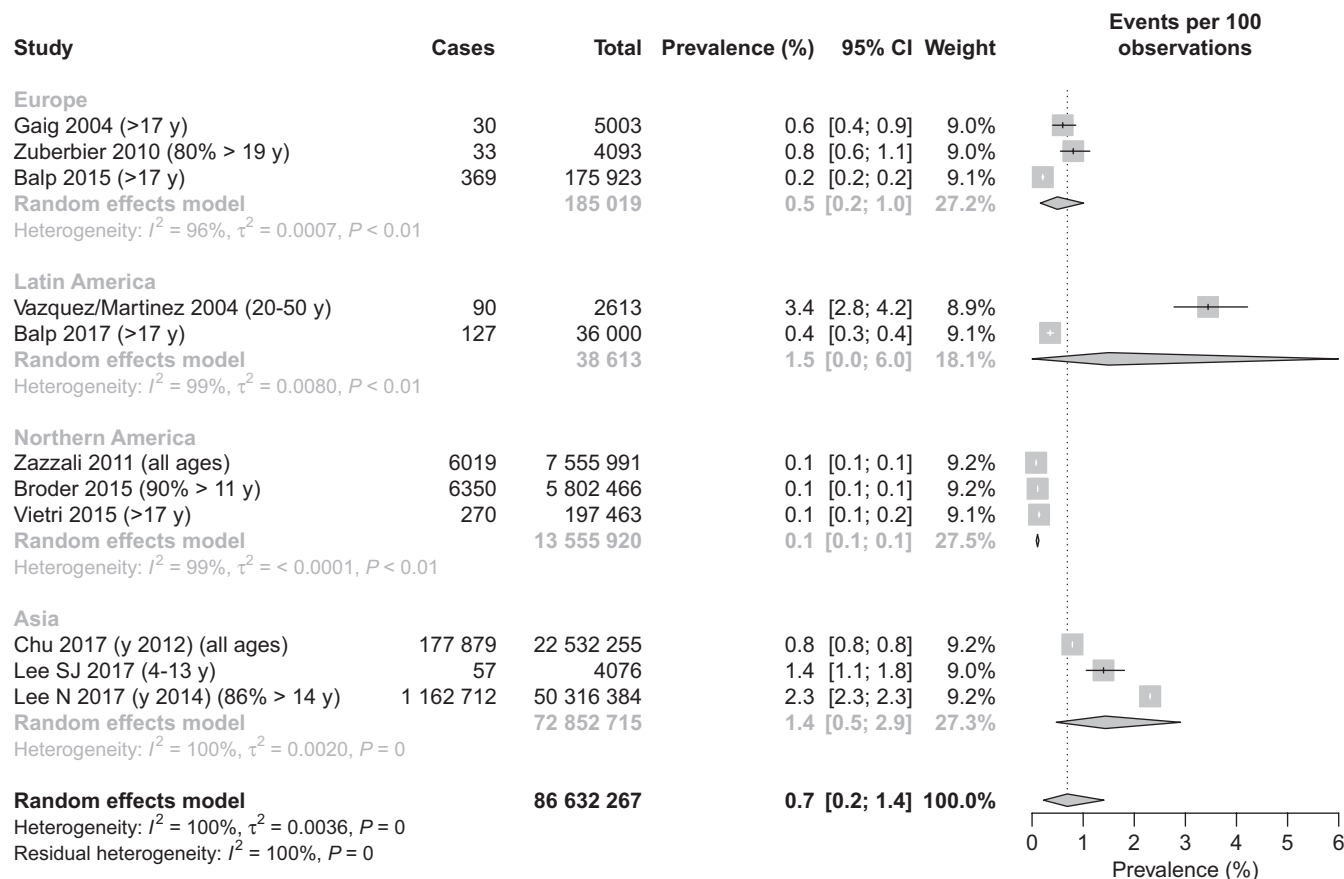 Study Cases Total Prevalence (%) 95% CI Weight Events per 100 observations
Europe
Gaig 2004 (>17 y) 30 5003 0.6 [0.4; 0.9] 9.0%
Zuberbier 2010 (80% > 19 y) 33 4093 0.8 [0.6; 1.1] 9.0%
Balp 2015 (>17 y) 369 175 923 0.2 [0.2; 0.2] 9.1%
Random effects model 185 019 0.5 [0.2; 1.0] 27.2%
Heterogeneity: I² = 96%, τ² = 0.0007, P < 0.01
Latin America
Vazquez/Martinez 2004 (20-50 y) 90 2613 3.4 [2.8; 4.2] 8.9%
Balp 2017 (>17 y) 127 36 000 0.4 [0.3; 0.4] 9.1%
Random effects model 38 613 1.5 [0.0; 6.0] 18.1%
Heterogeneity: I² = 99%, τ² = 0.0080, P < 0.01
Northern America
Zazzali 2011 (all ages) 6019 7 555 991 0.1 [0.1; 0.1] 9.2%
Broder 2015 (90% > 11 y) 6350 5 802 466 0.1 [0.1; 0.1] 9.2%
Vietri 2015 (>17 y) 270 197 463 0.1 [0.1; 0.2] 9.1%
Random effects model 13 555 920 0.1 [0.1; 0.1] 27.5%
Heterogeneity: I² = 99%, τ² = < 0.0001, P < 0.01
Asia
Chu 2017 (y 2012) (all ages) 177 879 22 532 255 0.8 [0.8; 0.8] 9.2%
Lee SJ 2017 (4-13 y) 57 4076 1.4 [1.1; 1.8] 9.0%
Lee N 2017 (y 2014) (86% > 14 y) 1 162 712 50 316 384 2.3 [2.3; 2.3] 9.2%
Random effects model 72 852 715 1.4 [0.5; 2.9] 27.3%
Heterogeneity: I² = 100%, τ² = 0.0020, P = 0
Random effects model 86 632 267 0.7 [0.2; 1.4] 100.0%
Heterogeneity: I² = 100%, τ² = 0.0036, P = 0
Residual heterogeneity: I² = 100%, P = 0
0 1 2 3 4 5 6
Prevalence (%)